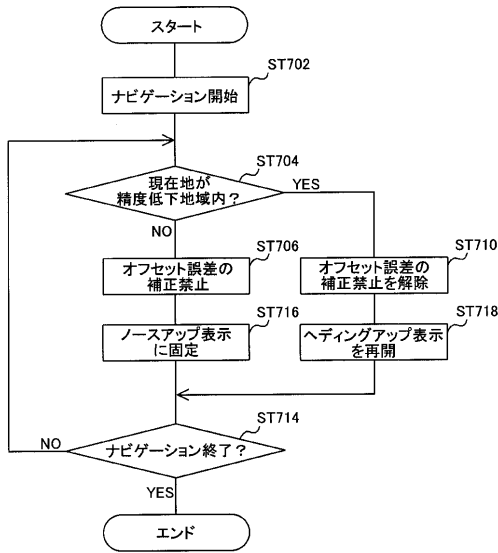 スタート
ST702
ナビゲーション開始
ST704
現在地が
精度低下地域内？
YES
NO
ST706
オフセット誤差の
補正禁止
ST710
オフセット誤差の
補正禁止を解除
ST716
ノースアップ表示
に固定
ST718
ヘディングアップ表示
を再開
ST714
ナビゲーション終了？
NO
YES
エンド